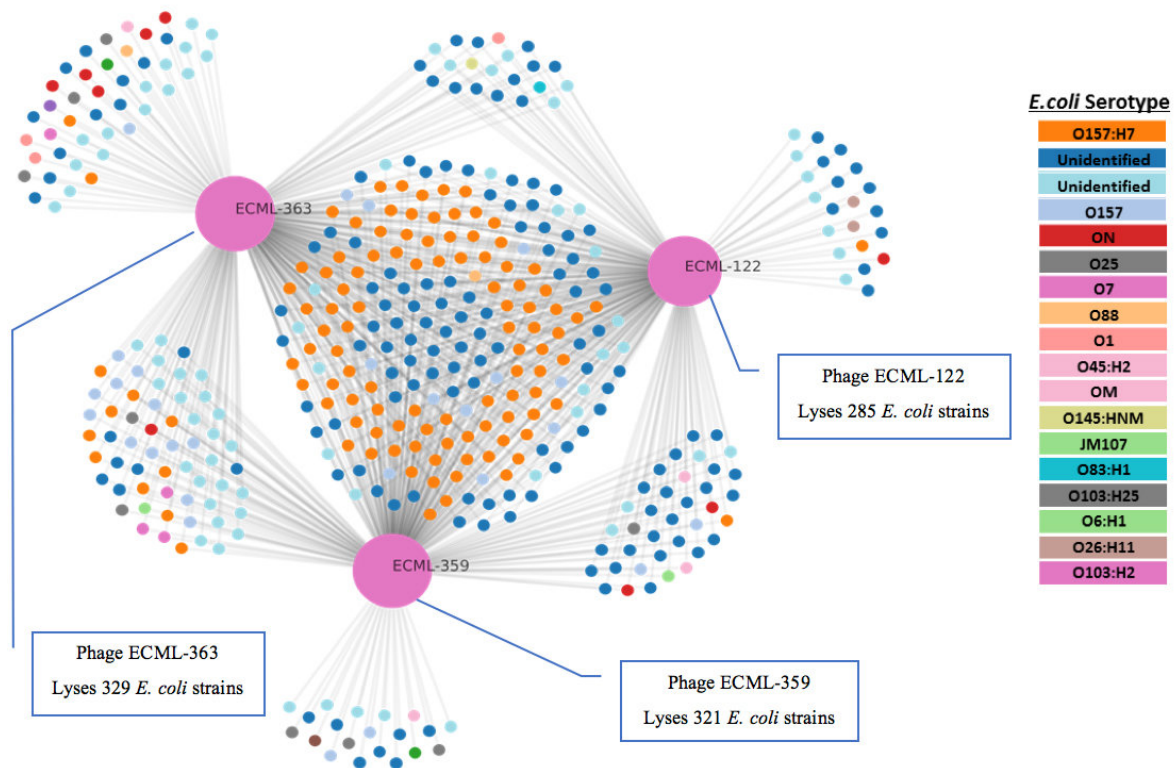 ECML-363
ECML-122
ECML-359
Phage ECML-122
Lyses 285 E. coli strains
Phage ECML-363
Lyses 329 E. coli strains
Phage ECML-359
Lyses 321 E. coli strains
E.coli Serotype
O157:H7
Unidentified
Unidentified
O157
ON
O25
O7
O88
O1
O45:H2
OM
O145:HNM
JM107
O83:H1
O103:H25
O6:H1
O26:H11
O103:H2